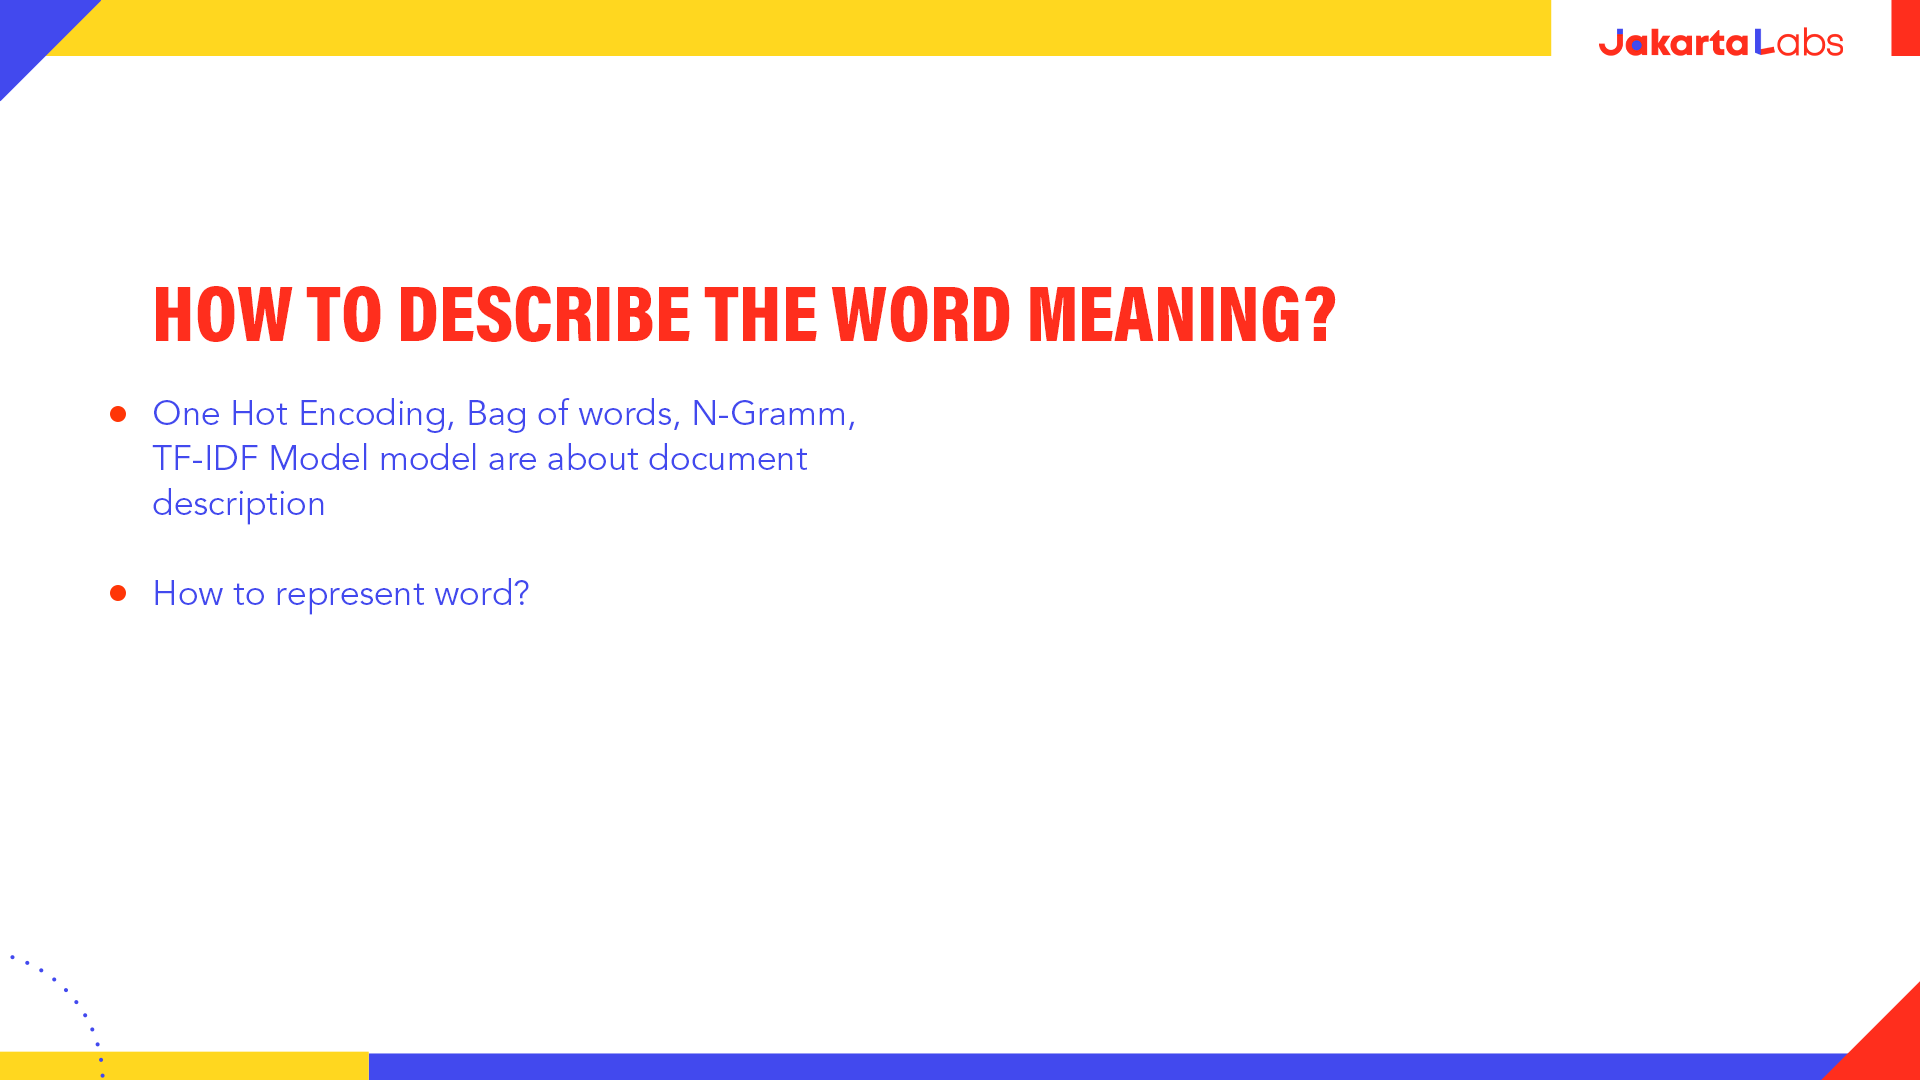 JakartaLabs
HOW TO DESCRIBE THE WORD MEANING?
One Hot Encoding, Bag of words, N-Gramm,
TF-IDF Model model are about document
description
How to represent word?